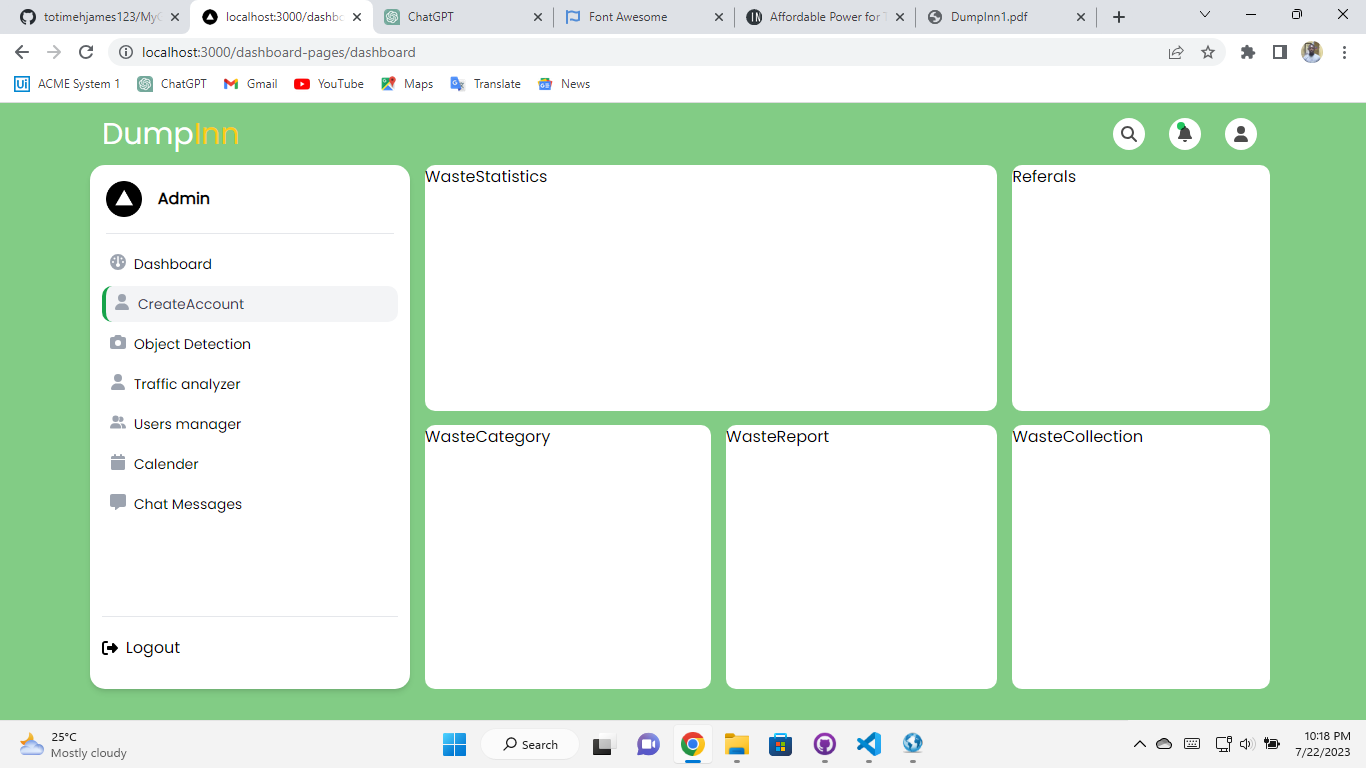 totimehjames123/MyC
localhost:3000/dashbo
ChatGPT
Font Awesome
Affordable Power for T
DumpInn1.pdf
localhost:3000/dashboard-pages/dashboard
ACME System 1
ChatGPT
Gmail
YouTube
Maps
Translate
News
DumpInn
Admin
Dashboard
CreateAccount
Object Detection
Traffic analyzer
Users manager
Calender
Chat Messages
Logout
WasteStatistics
Referals
WasteCategory
WasteReport
WasteCollection
25°C
Mostly cloudy
Search
10:18 PM
7/22/2023